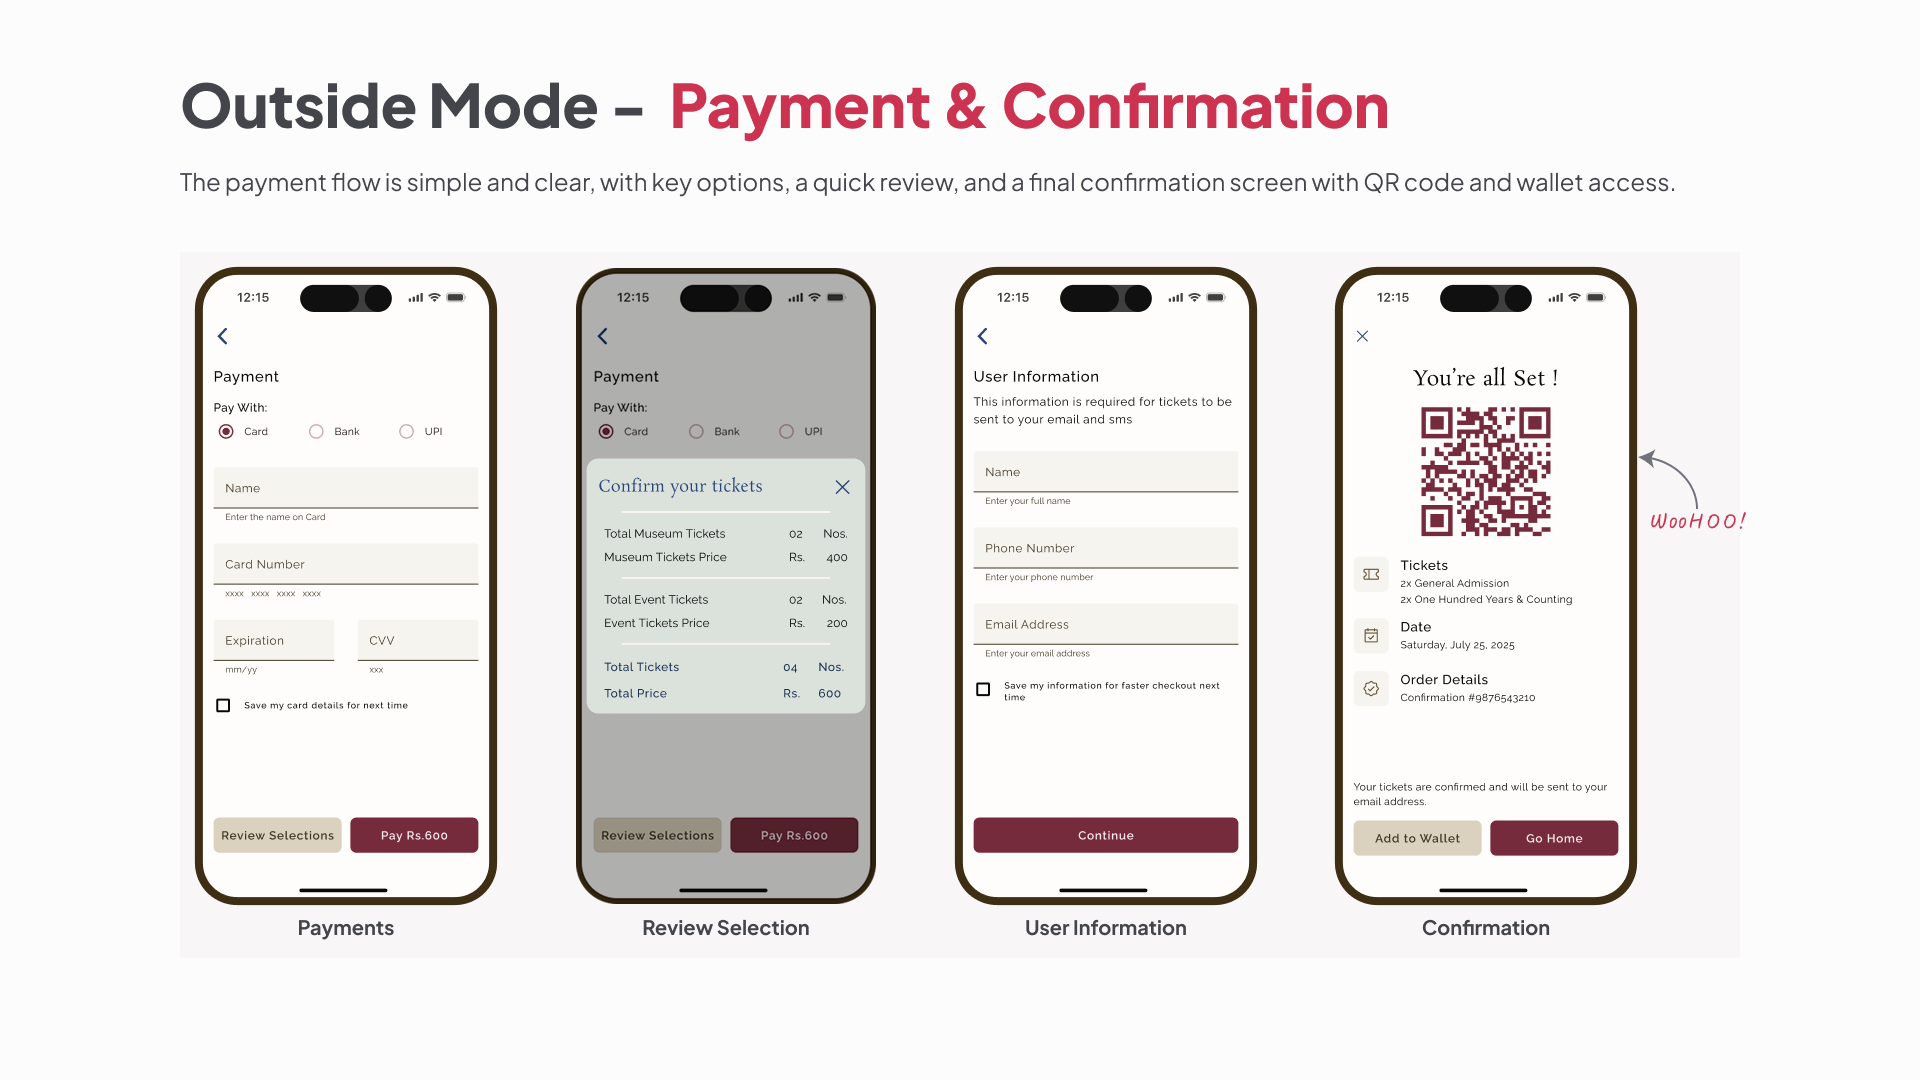 Outside Mode – Payment & Confirmation
The payment flow is simple and clear, with key options, a quick review, and a final confirmation screen with QR code and wallet access.
12:15
Payment
Pay With:
Card Bank UPI
Name
Enter the name on Card
Card Number
xxxx xxxx xxxx xxxx
Expiration CVV
mm/yy xxx
Save my card details for next time
Review Selections Pay Rs.600
Payments
12:15
Payment
Pay With:
Card Bank UPI
Confirm your tickets
Total Museum Tickets 02 Nos.
Museum Tickets Price Rs. 400
Total Event Tickets 02 Nos.
Event Tickets Price Rs. 200
Total Tickets 04 Nos.
Total Price Rs. 600
Review Selections Pay Rs.600
Review Selection
12:15
User Information
This information is required for tickets to be
sent to your email and sms
Name
Enter your full name
Phone Number
Enter your phone number
Email Address
Enter your email address
Save my information for faster checkout next
time
Continue
User Information
12:15
You're all Set !
Tickets
2x General Admission
2x One Hundred Years & Counting
Date
Saturday, July 25, 2025
Order Details
Confirmation #9876543210
Your tickets are confirmed and will be sent to your
email address.
Add to Wallet Go Home
Confirmation
WooHOO!